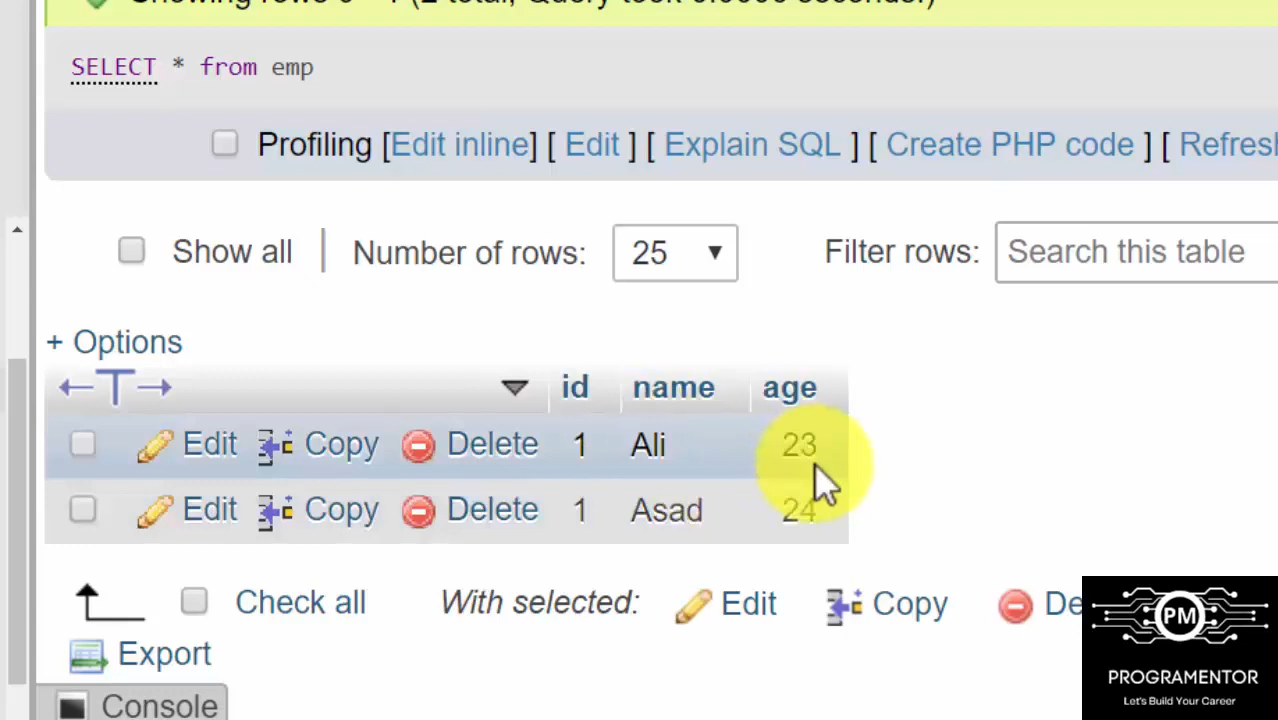 SELECT * from emp
Profiling [Edit inline] [ Edit ] [ Explain SQL ] [ Create PHP code ] [ Refresh
Show all Number of rows: 25 Filter rows: Search this table
+ Options
id name age
Edit Copy Delete 1 Ali 23
Edit Copy Delete 1 Asad 24
Check all With selected: Edit Copy De
Export
Console
PM
PROGRAMENTOR
Let's Build Your Career